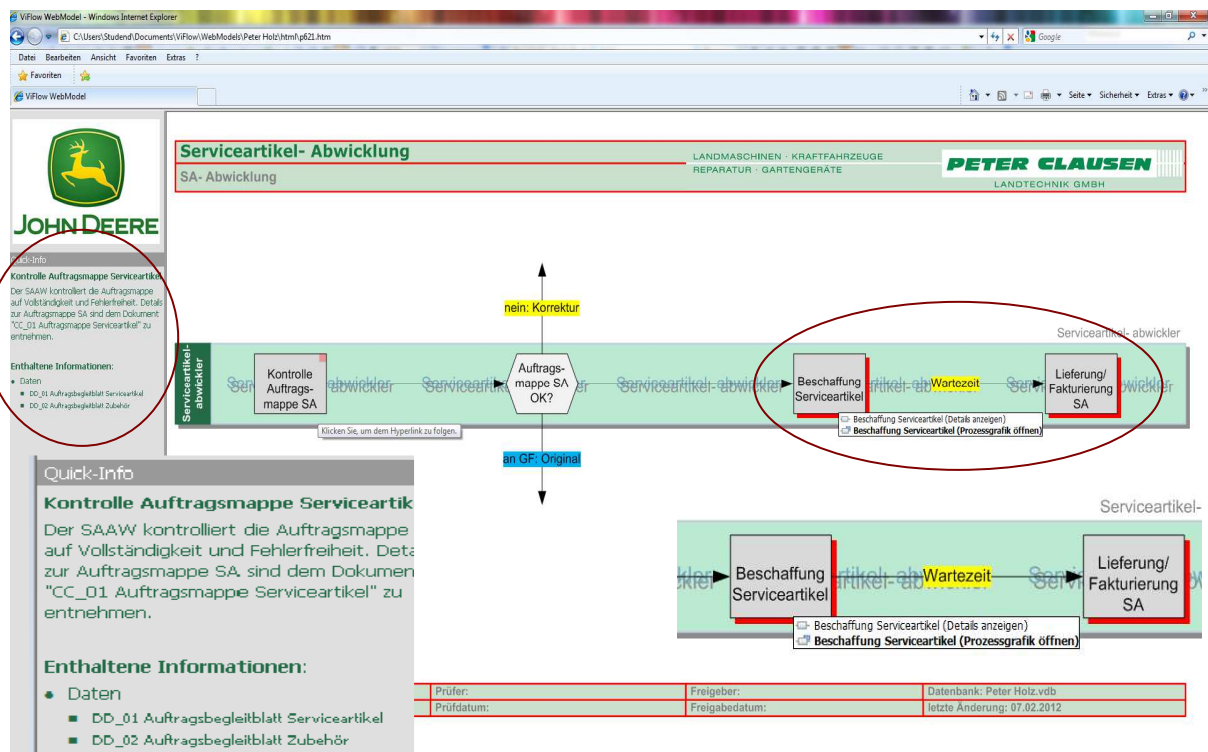 ViFlow WebModel - Windows Internet Explorer
C:\Users\Studend\Documents\ViFlow\WebModels\Peter Holz\html\p621.htm
Google
Datei Bearbeiten Ansicht Favoriten Extras ?
Favoriten
ViFlow WebModel
Seite Sicherheit Extras
JOHN DEERE
Serviceartikel- Abwicklung
SA- Abwicklung
LANDMASCHINEN · KRAFTFAHRZEUGE
REPARATUR · GARTENGERÄTE
PETER CLAUSEN
LANDTECHNIK GMBH
Quick-Info
Kontrolle Auftragsmappe Serviceartikel
Der SAAW kontrolliert die Auftragsmappe
auf Vollständigkeit und Fehlerfreiheit. Details
zur Auftragsmappe SA sind dem Dokument
"CC_01 Auftragsmappe Serviceartikel" zu
entnehmen.
Enthaltene Informationen:
Daten
DD_01 Auftragsbegleitblatt Serviceartikel
DD_02 Auftragsbegleitblatt Zubehör
nein: Korrektur
Serviceartikel- abwickler
Serviceartikel-
abwickler
Kontrolle
Auftrags-
mappe SA
Auftrags-
mappe SA
OK?
Beschaffung
Serviceartikel
Wartezeit
Lieferung/
Fakturierung
SA
Klicken Sie, um dem Hyperlink zu folgen.
Beschaffung Serviceartikel (Details anzeigen)
Beschaffung Serviceartikel (Prozessgrafik öffnen)
an GF: Original
Quick-Info
Kontrolle Auftragsmappe Serviceartik
Der SAAW kontrolliert die Auftragsmappe
auf Vollständigkeit und Fehlerfreiheit. Deta
zur Auftragsmappe SA sind dem Dokumen
"CC_01 Auftragsmappe Serviceartikel" zu
entnehmen.
Enthaltene Informationen:
Daten
DD_01 Auftragsbegleitblatt Serviceartikel
DD_02 Auftragsbegleitblatt Zubehör
Serviceartikel-
Beschaffung
Serviceartikel
Wartezeit
Lieferung/
Fakturierung
SA
Beschaffung Serviceartikel (Details anzeigen)
Beschaffung Serviceartikel (Prozessgrafik öffnen)
Prüfer: Freigeber: Datenbank: Peter Holz.vdb
Prüfdatum: Freigabedatum: letzte Änderung: 07.02.2012